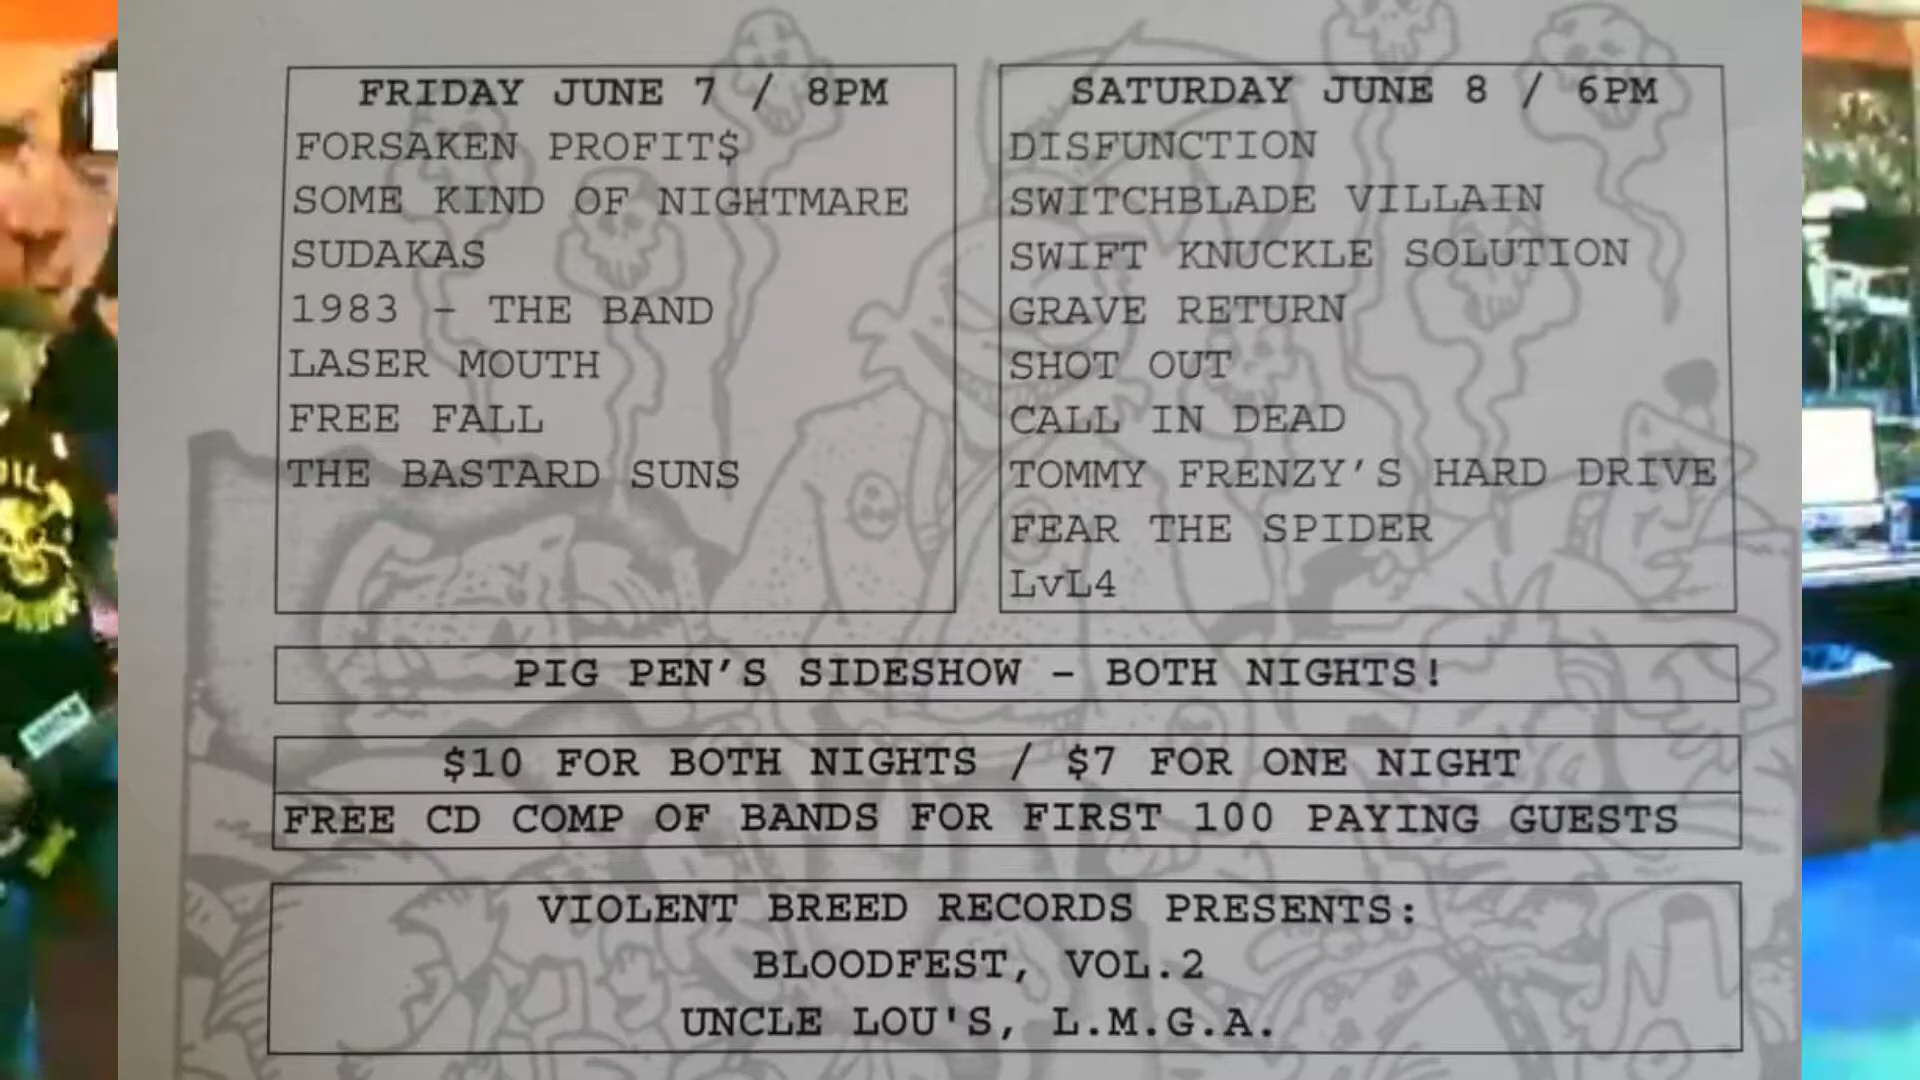 FRIDAY JUNE 7 / 8PM
FORSAKEN PROFIT$
SOME KIND OF NIGHTMARE
SUDAKAS
1983 - THE BAND
LASER MOUTH
FREE FALL
THE BASTARD SUNS
SATURDAY JUNE 8 / 6PM
DISFUNCTION
SWITCHBLADE VILLAIN
SWIFT KNUCKLE SOLUTION
GRAVE RETURN
SHOT OUT
CALL IN DEAD
TOMMY FRENZY'S HARD DRIVE
FEAR THE SPIDER
LvL4
PIG PEN'S SIDESHOW - BOTH NIGHTS!
$10 FOR BOTH NIGHTS / $7 FOR ONE NIGHT
FREE CD COMP OF BANDS FOR FIRST 100 PAYING GUESTS
VIOLENT BREED RECORDS PRESENTS:
BLOODFEST, VOL.2
UNCLE LOU'S, L.M.G.A.